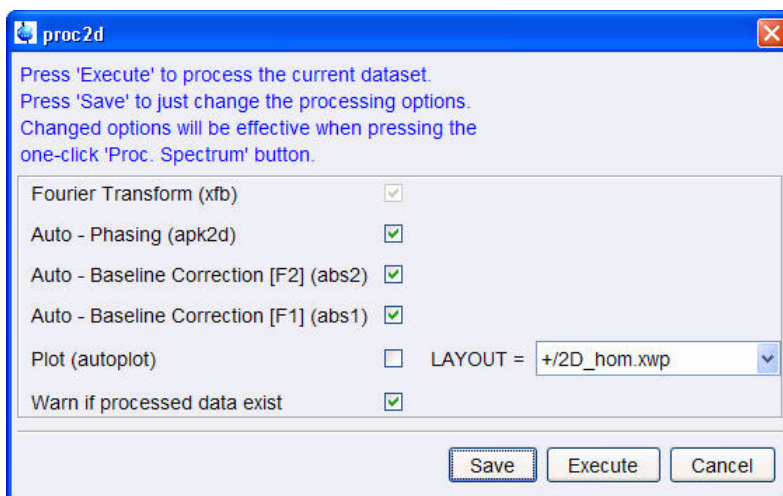 proc2d
Press 'Execute' to process the current dataset.
Press 'Save' to just change the processing options.
Changed options will be effective when pressing the
one-click 'Proc. Spectrum' button.
Fourier Transform (xfb)
Auto - Phasing (apk2d)
Auto - Baseline Correction [F2] (abs2)
Auto - Baseline Correction [F1] (abs1)
Plot (autoplot) LAYOUT = +/2D_hom.xwp
Warn if processed data exist
Save Execute Cancel